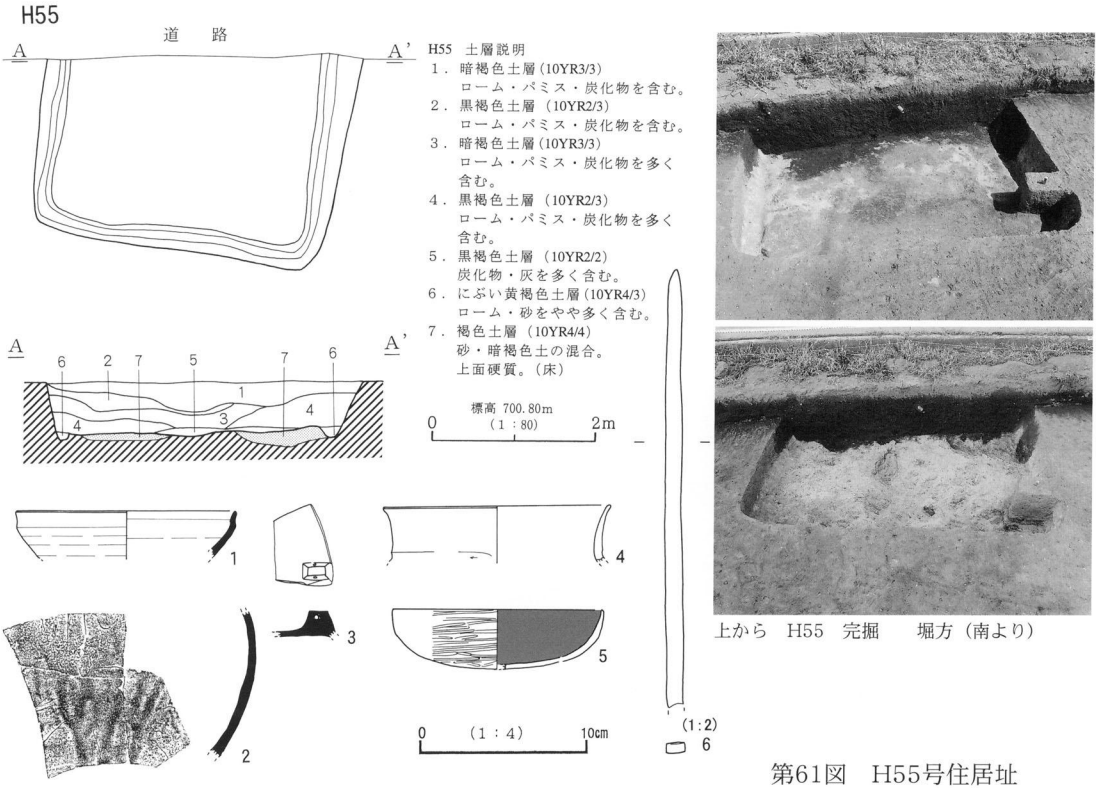 H55
道 路
A A'
H55 土層説明
1. 暗褐色土層(10YR3/3)
ローム・パミス・炭化物を含む。
2. 黒褐色土層(10YR2/3)
ローム・パミス・炭化物を含む。
3. 暗褐色土層(10YR3/3)
ローム・パミス・炭化物を多く
含む。
4. 黒褐色土層 (10YR2/3)
ローム・パミス・炭化物を多く
含む。
5. 黒褐色土層 (10YR2/2)
炭化物・灰を多く含む。
6. にぶい黄褐色土層(10YR4/3)
ローム・砂をやや多く含む。
7. 褐色土層 (10YR4/4)
砂・暗褐色土の混合。
上面硬質。(床)
A A'
6 2 7 5 7 6
1
4 3 4
標高 700.80m
(1:80)
0 2m
1
2
3
4
5
0 (1:4) 10cm
(1:2)
6
上から H55 完掘 堀方(南より)
第61図 H55号住居址